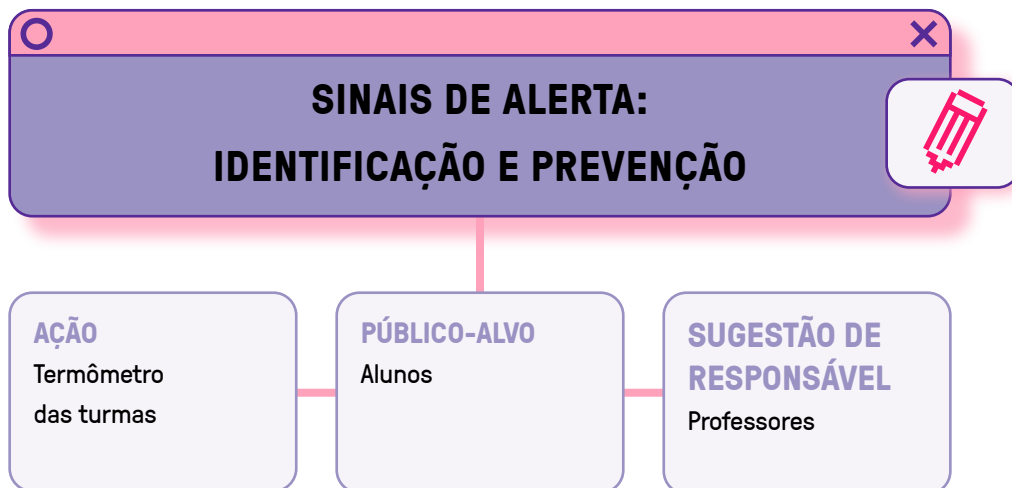 SINAIS DE ALERTA:
IDENTIFICAÇÃO E PREVENÇÃO
AÇÃO
Termômetro
das turmas
PÚBLICO-ALVO
Alunos
SUGESTÃO DE
RESPONSÁVEL
Professores